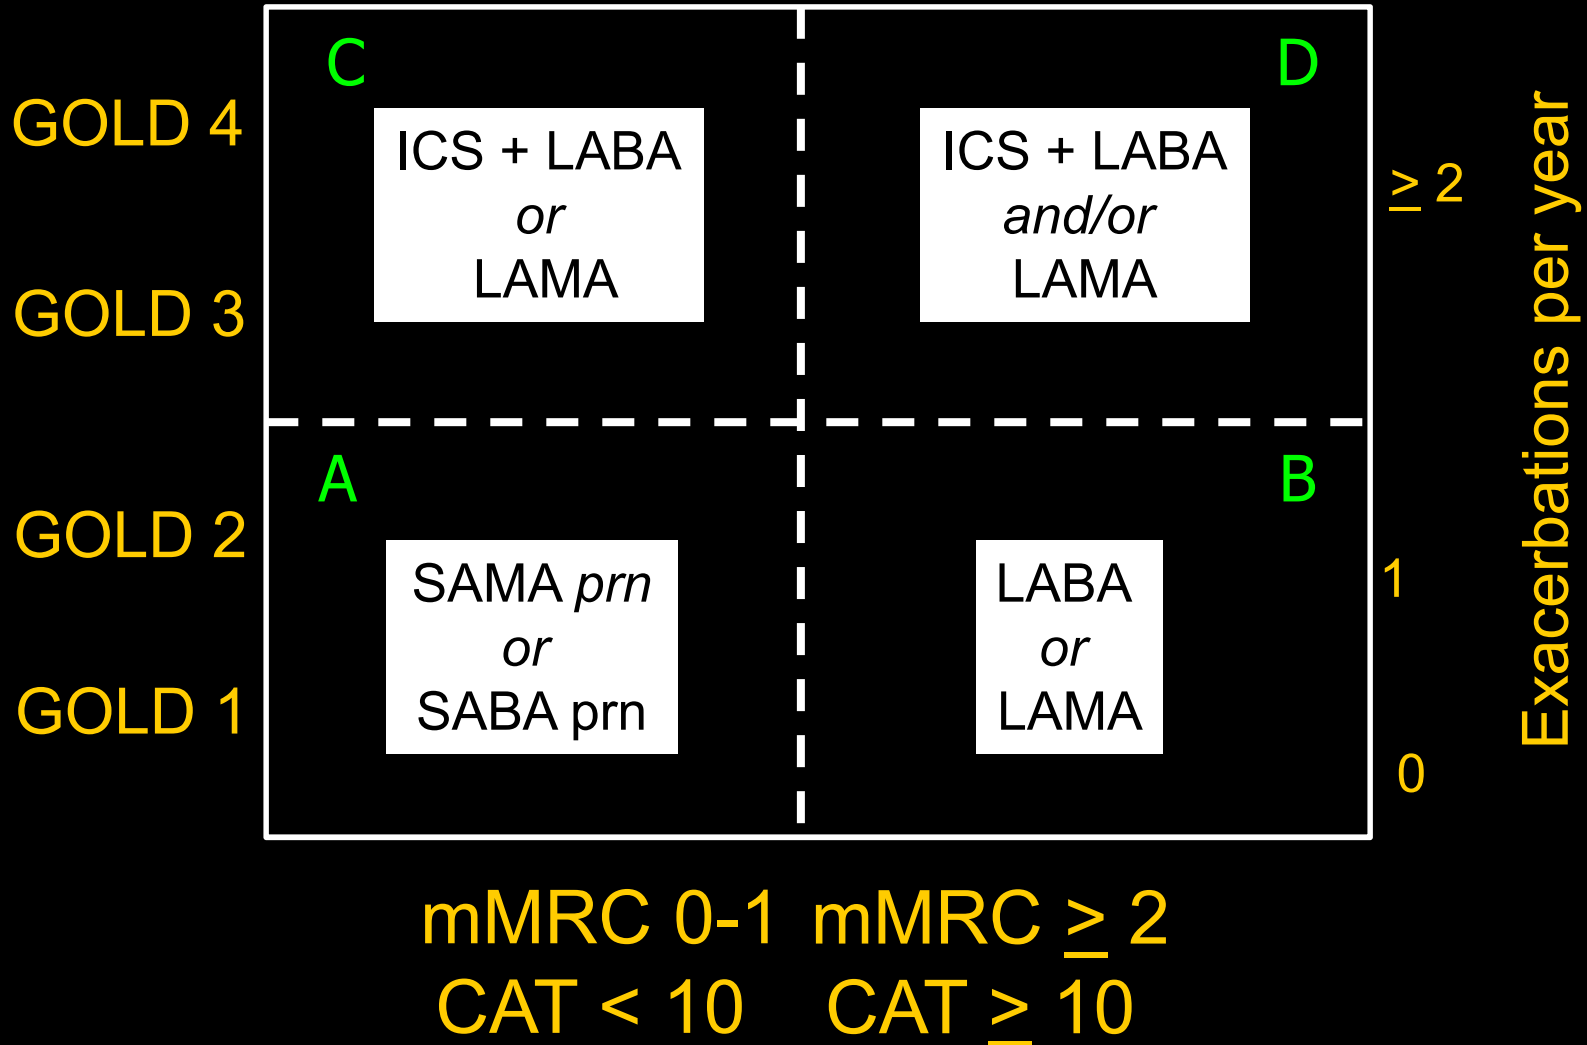 C
D
GOLD 4
ICS + LABA
or
LAMA
ICS + LABA
and/or
LAMA
≥ 2
GOLD 3
A
B
GOLD 2
SAMA prn
or
SABA prn
LABA
or
LAMA
1
GOLD 1
0
Exacerbations per year
mMRC 0-1 mMRC ≥ 2
CAT < 10 CAT ≥ 10